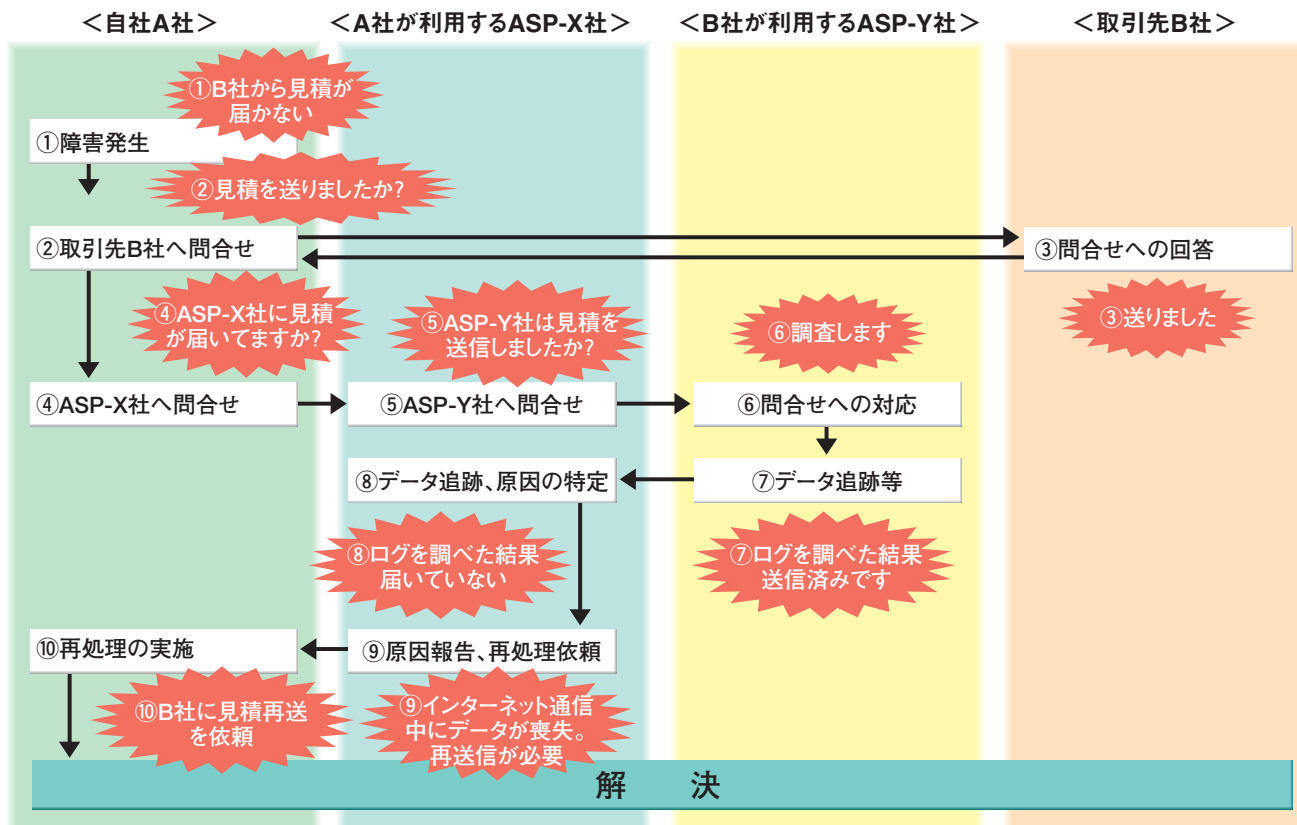 ＜自社A社＞
＜A社が利用するASP-X社＞
＜B社が利用するASP-Y社＞
＜取引先B社＞
①B社から見積が
届かない
①障害発生
②見積を送りましたか?
②取引先B社へ問合せ
③問合せへの回答
④ASP-X社に見積
が届いてますか?
⑤ASP-Y社は見積を
送信しましたか?
⑥調査します
③送りました
④ASP-X社へ問合せ
⑤ASP-Y社へ問合せ
⑥問合せへの対応
⑧データ追跡、原因の特定
⑦データ追跡等
⑧ログを調べた結果
届いていない
⑦ログを調べた結果
送信済みです
⑩再処理の実施
⑨原因報告、再処理依頼
⑩B社に見積再送
を依頼
⑨インターネット通信
中にデータが喪失。
再送信が必要
解　決